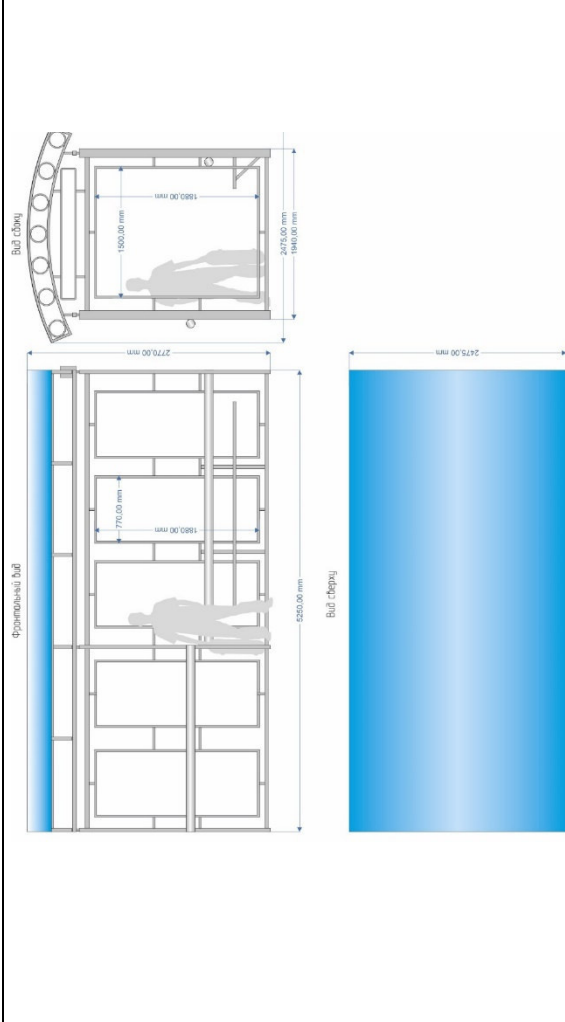 Вид сбоку
1500,00 mm
1880,00 mm
2475,00 mm
1940,00 mm
Фронтальный вид
2770,00 mm
770,00 mm
1880,00 mm
5250,00 mm
Вид сверху
2475,00 mm